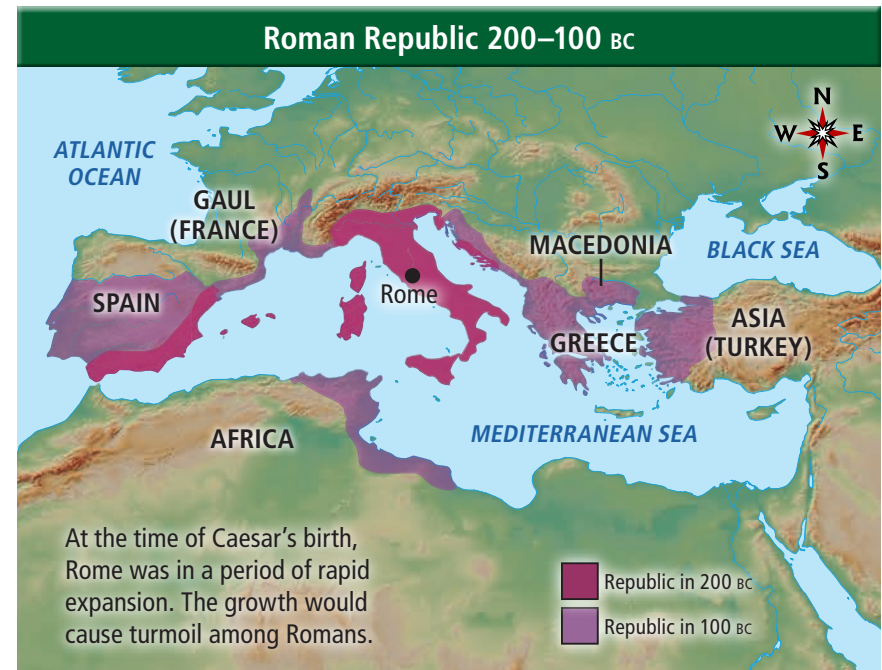 Roman Republic 200–100 BC
N
W E
S
ATLANTIC
OCEAN
GAUL
(FRANCE)
MACEDONIA
BLACK SEA
SPAIN
Rome
GREECE
ASIA
(TURKEY)
AFRICA
MEDITERRANEAN SEA
At the time of Caesar’s birth,
Rome was in a period of rapid
expansion. The growth would
cause turmoil among Romans.
Republic in 200 BC
Republic in 100 BC